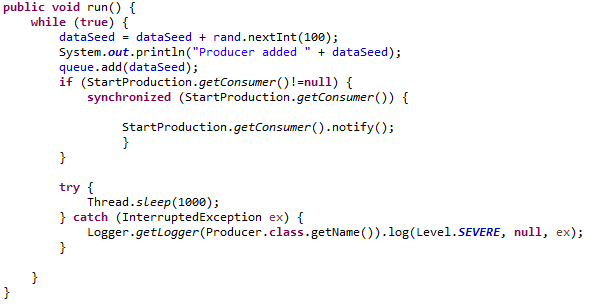 public void run() {
    while (true) {
        dataSeed = dataSeed + rand.nextInt(100);
        System.out.println("Producer added " + dataSeed);
        queue.add(dataSeed);
        if (StartProduction.getConsumer()!=null) {
            synchronized (StartProduction.getConsumer()) {

                 StartProduction.getConsumer().notify();
                 }
        }

        try {
            Thread.sleep(1000);
        } catch (InterruptedException ex) {
            Logger.getLogger(Producer.class.getName()).log(Level.SEVERE, null, ex);
        }

    }
}